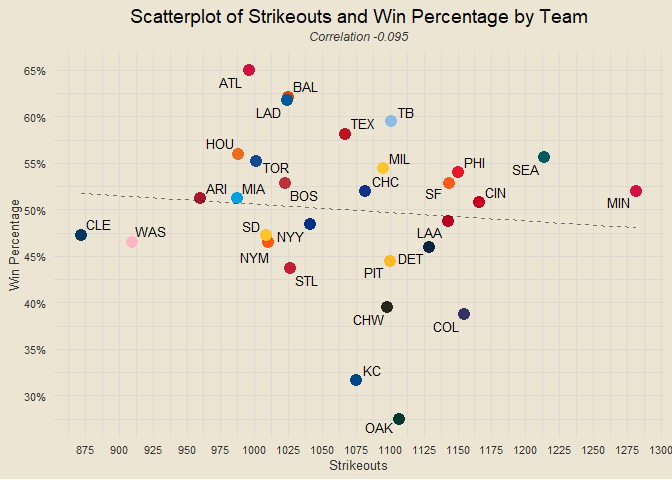 Scatterplot of Strikeouts and Win Percentage by Team
Correlation -0.095
Win Percentage
65%
60%
55%
50%
45%
40%
35%
30%
ATL
BAL
LAD
TB
TEX
HOU
TOR
MIL
PHI
SEA
ARI
MIA
BOS
CHC
SF
CIN
MIN
CLE
WAS
SD
NYY
LAA
NYM
PIT
DET
STL
CHW
COL
KC
OAK
875 900 925 950 975 1000 1025 1050 1075 1100 1125 1150 1175 1200 1225 1250 1275 1300
Strikeouts